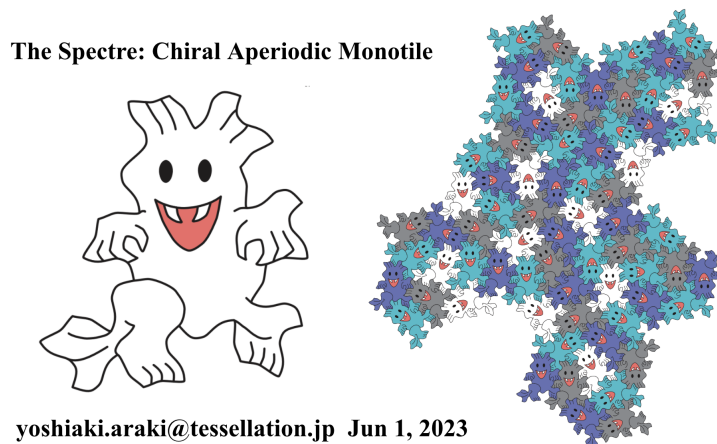 The Spectre: Chiral Aperiodic Monotile
yoshiaki.araki@tessellation.jp Jun 1, 2023